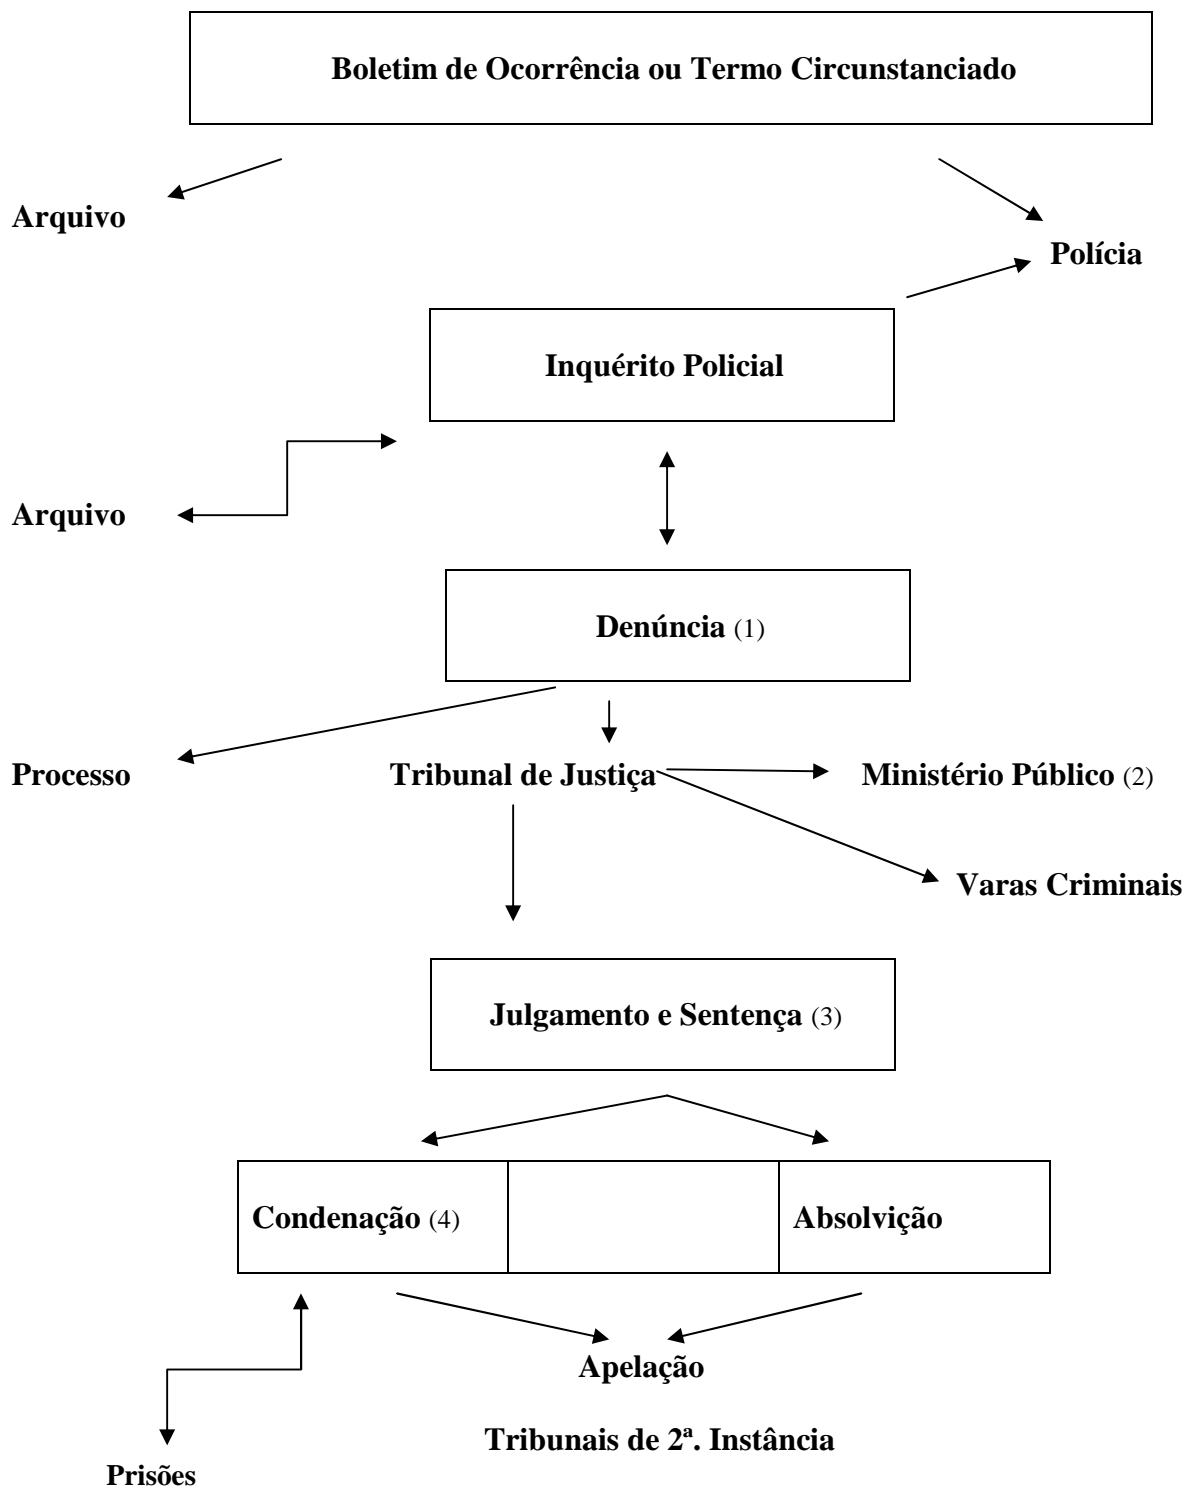 Boletim de Ocorrência ou Termo Circunstanciado
Arquivo
Polícia
Inquérito Policial
Arquivo
Denúncia (1)
Processo
Tribunal de Justiça
Ministério Público (2)
Varas Criminais
Julgamento e Sentença (3)
Condenação (4)
Absolvição
Apelação
Tribunais de 2ª. Instância
Prisões